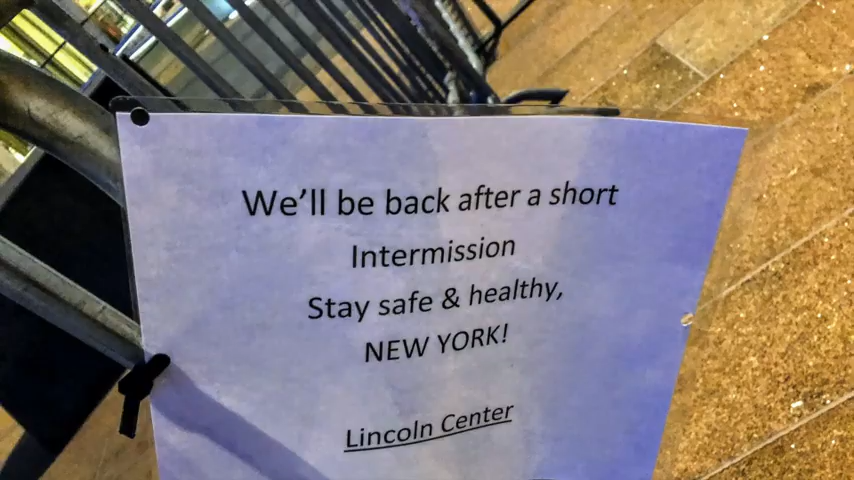 We’ll be back after a short
Intermission
Stay safe & healthy,
NEW YORK!
Lincoln Center